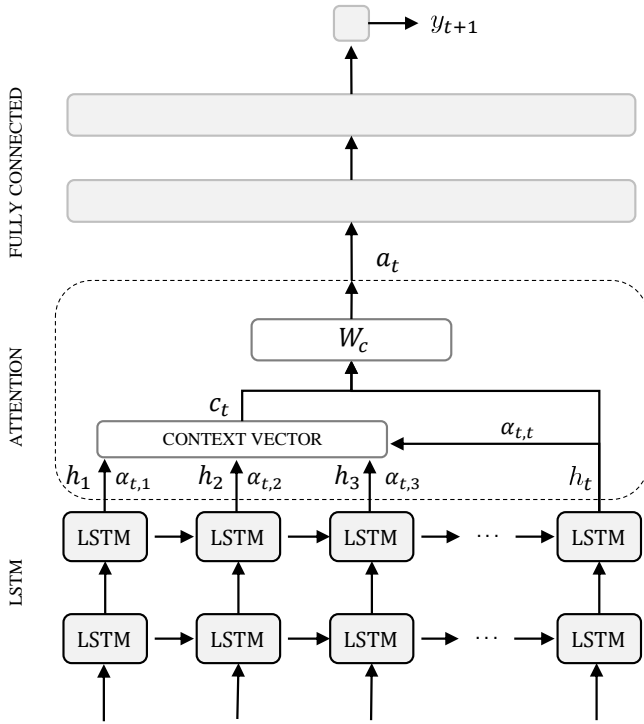 y_{t+1}
FULLY CONNECTED
a_t
W_c
ATTENTION
c_t
CONTEXT VECTOR
α_{t,t}
h_1 α_{t,1} h_2 α_{t,2} h_3 α_{t,3} h_t
LSTM LSTM LSTM ··· LSTM
LSTM
LSTM LSTM LSTM ··· LSTM